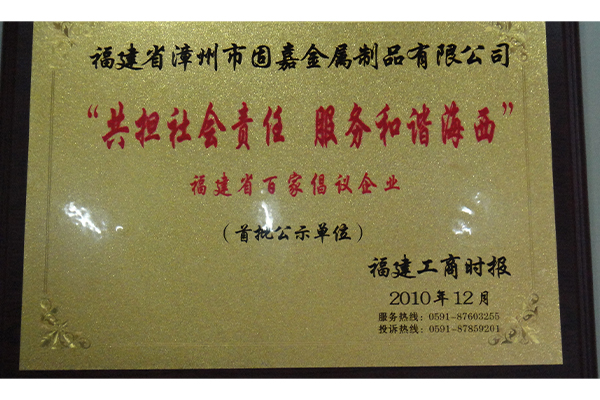 福建省漳州市固嘉金属制品有限公司
“共担社会责任 服务和谐海西”
福建省百家倡议企业
（首批公示单位）
福建工商时报
2010年12月
服务热线：0591-87603255
投诉热线：0591-87859201